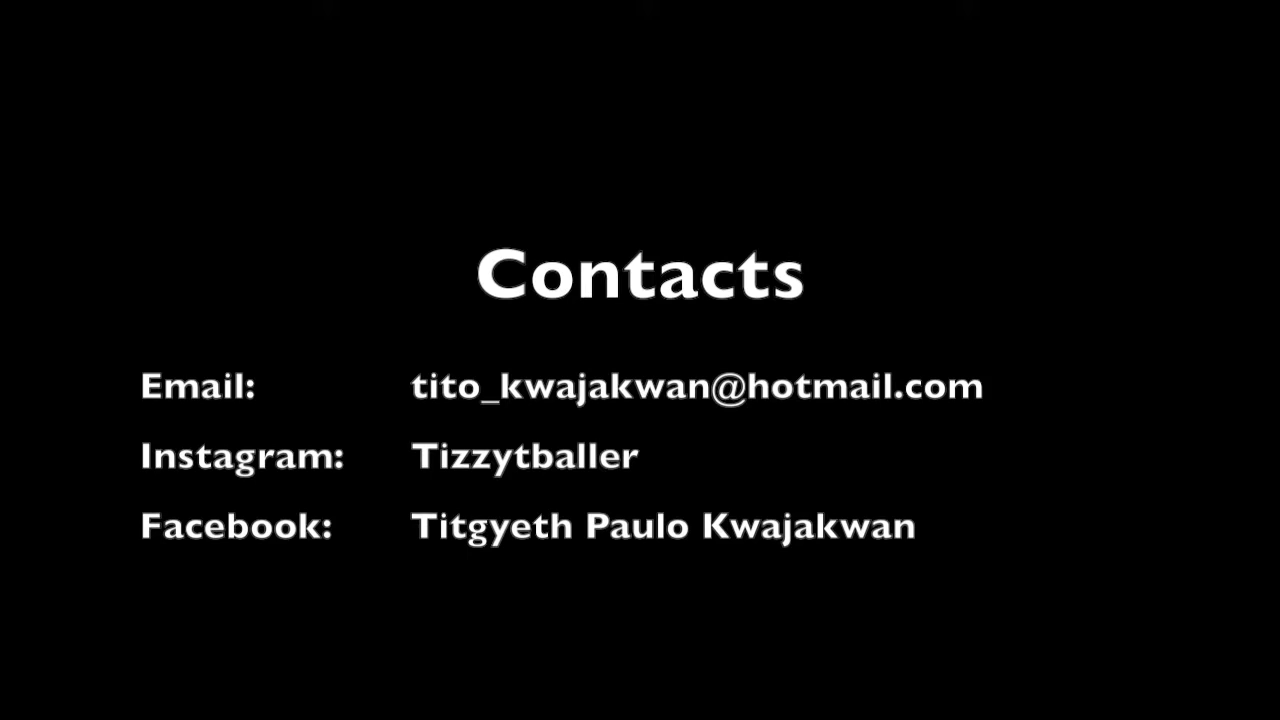 Contacts
Email: tito_kwajakwan@hotmail.com
Instagram: Tizzytballer
Facebook: Titgyeth Paulo Kwajakwan